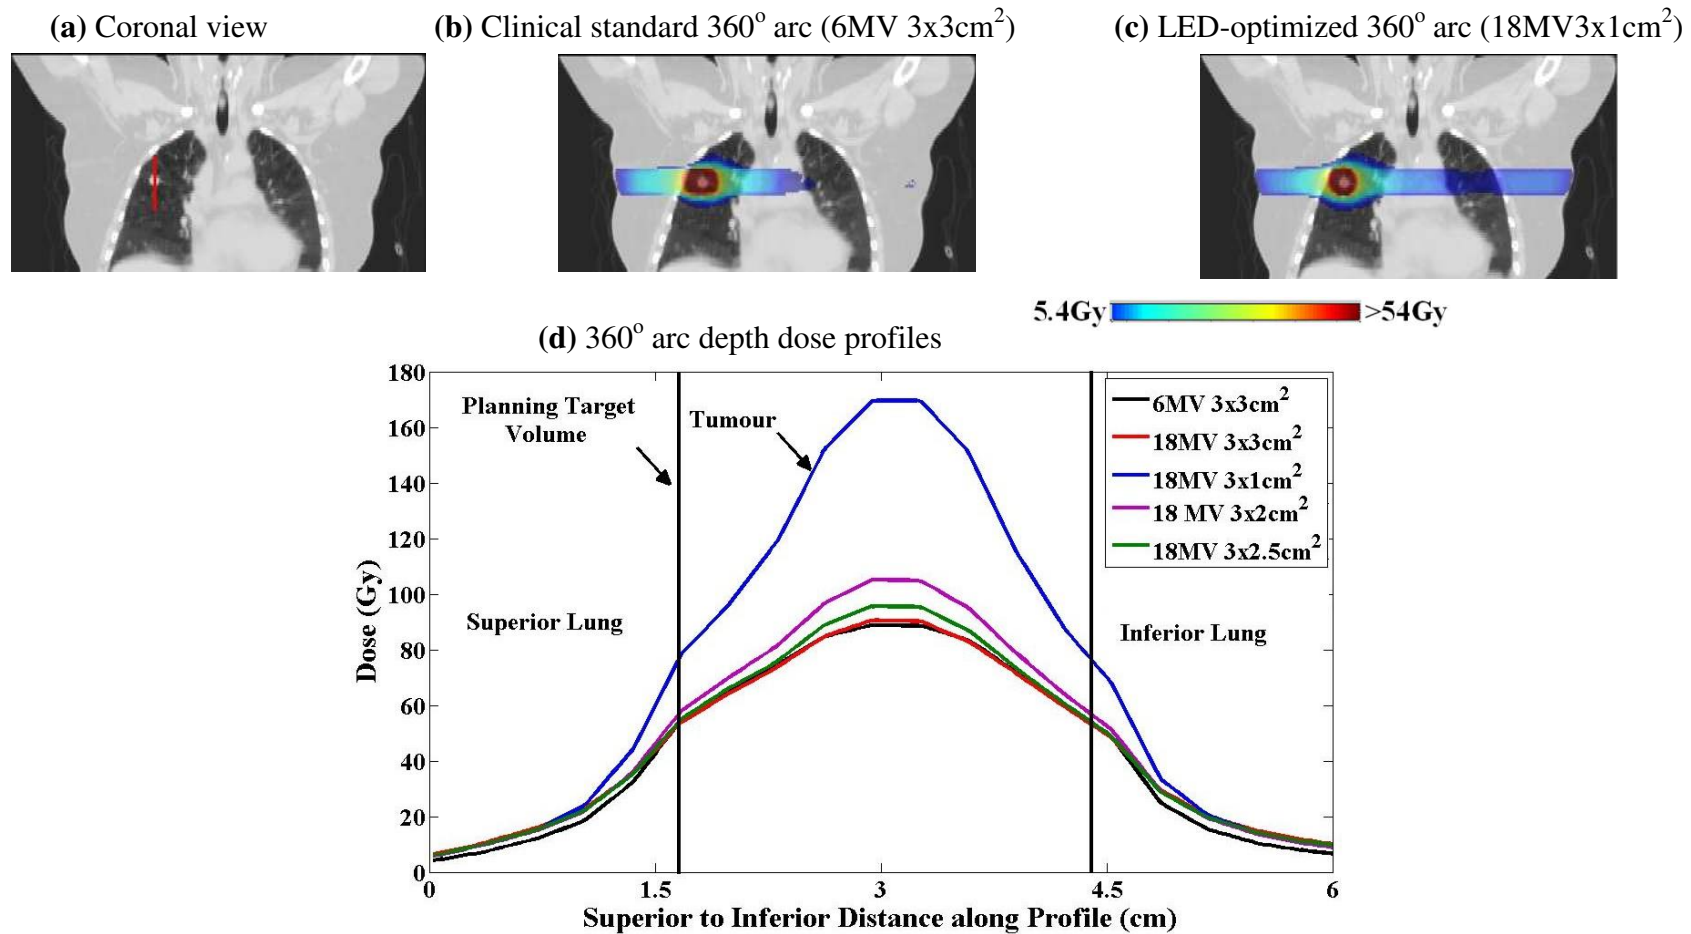 (a) Coronal view
(b) Clinical standard 360º arc (6MV 3x3cm²)
(c) LED-optimized 360º arc (18MV3x1cm²)
5.4Gy
>54Gy
(d) 360º arc depth dose profiles
180
160
140
120
100
80
60
40
20
0
Dose (Gy)
Planning Target
Volume
Tumour
6MV 3x3cm²
18MV 3x3cm²
18MV 3x1cm²
18 MV 3x2cm²
18MV 3x2.5cm²
Superior Lung
Inferior Lung
0
1.5
3
4.5
6
Superior to Inferior Distance along Profile (cm)